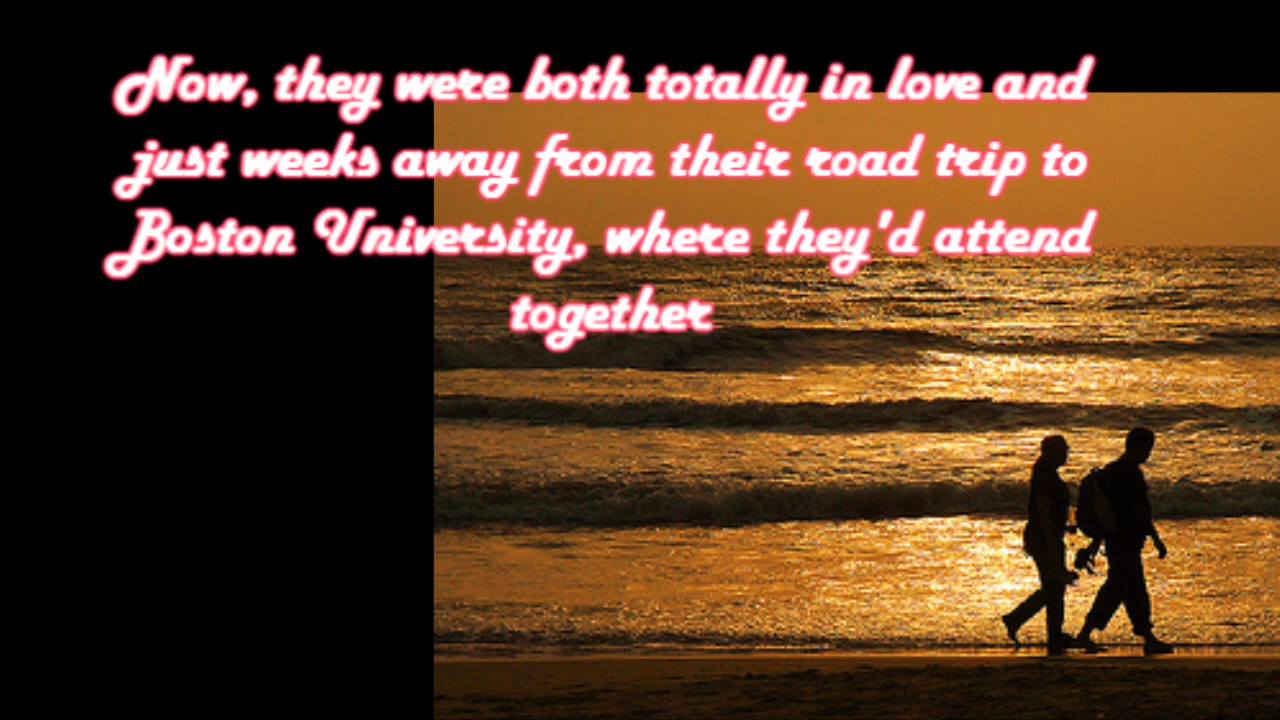 Now, they were both totally in love and
just weeks away from their road trip to
Boston University, where they'd attend
together